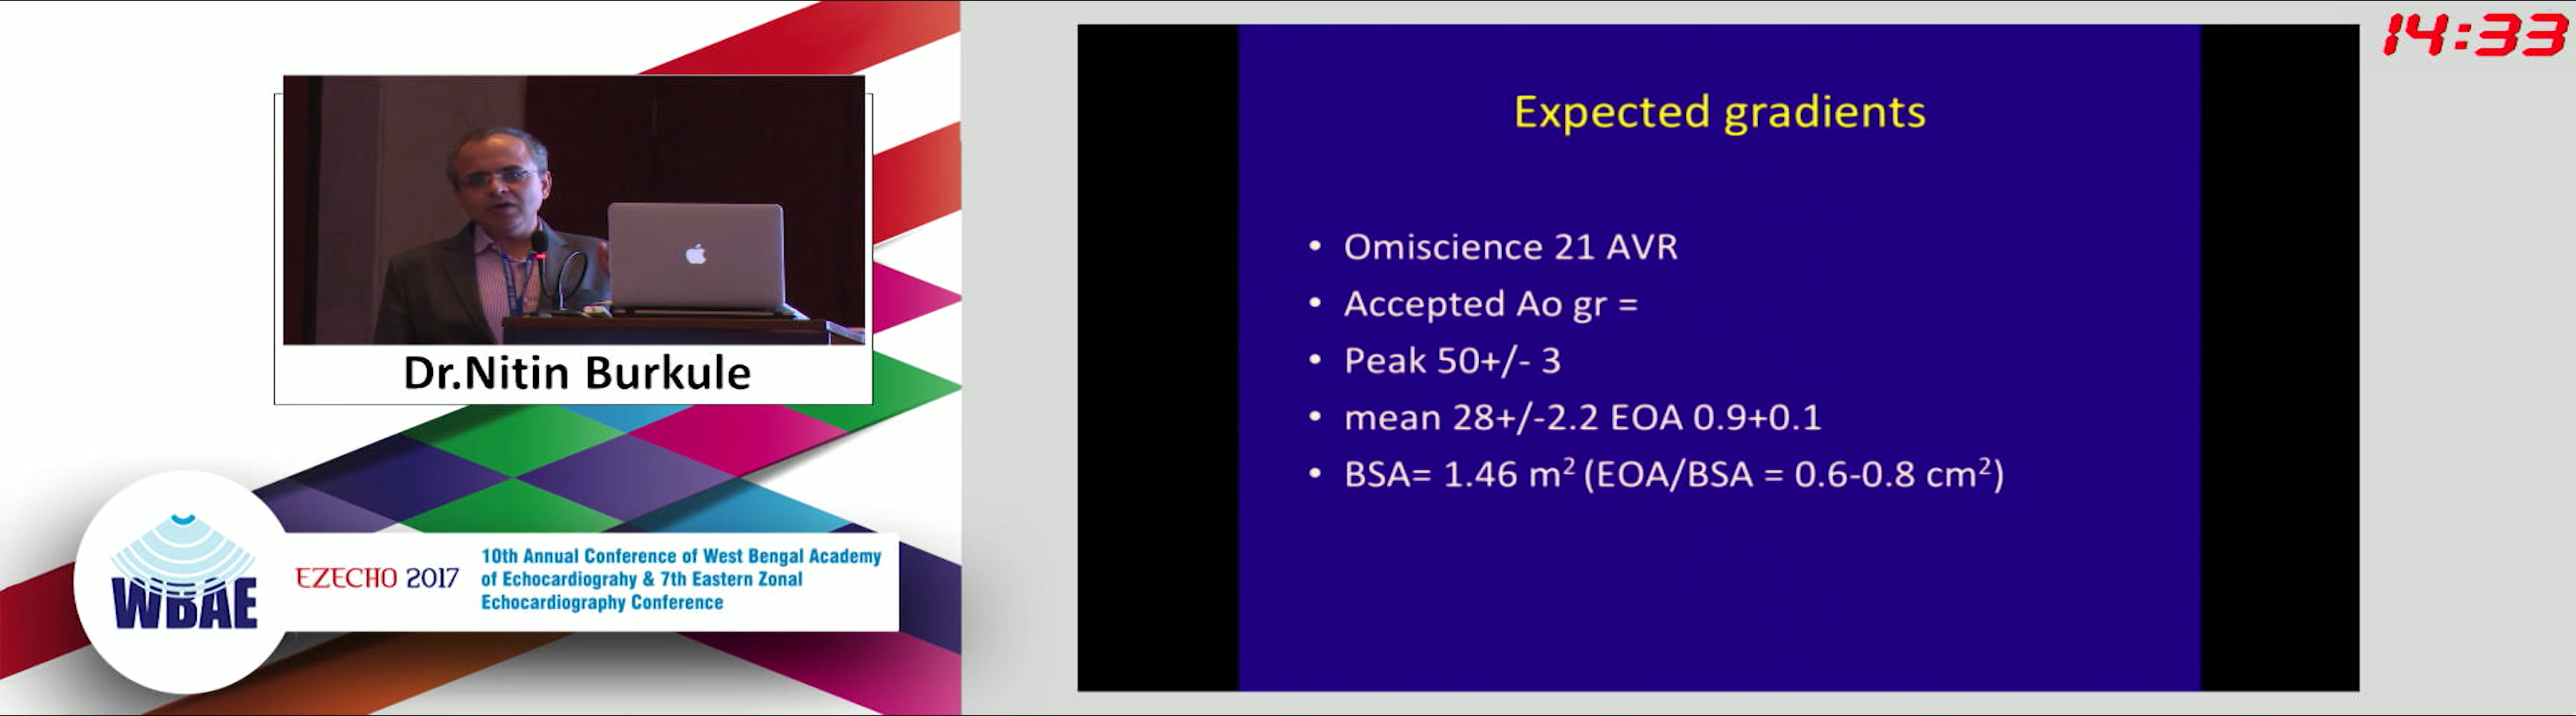 14:33
Dr.Nitin Burkule
WBAE
EZECHO 2017
10th Annual Conference of West Bengal Academy
of Echocardiograhy & 7th Eastern Zonal
Echocardiography Conference
Expected gradients
• Omiscience 21 AVR
• Accepted Ao gr =
• Peak 50+/- 3
• mean 28+/-2.2 EOA 0.9+0.1
• BSA= 1.46 m² (EOA/BSA = 0.6-0.8 cm²)